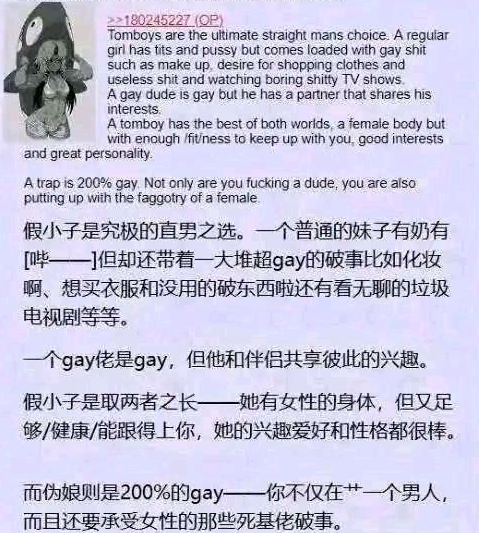 >>180245227 (OP)
Tomboys are the ultimate straight mans choice. A regular
girl has tits and pussy but comes loaded with gay shit
such as make up, desire for shopping clothes and
useless shit and watching boring shitty TV shows.
A gay dude is gay but he has a partner that shares his
interests.
A tomboy has the best of both worlds, a female body but
with enough /fit/ness to keep up with you, good interests
and great personality.
A trap is 200% gay. Not only are you fucking a dude, you are also
putting up with the faggotry of a female.
假小子是究极的直男之选。一个普通的妹子有奶有
[哔——]但却还带着一大堆超gay的破事比如化妆
啊、想买衣服和没用的破东西啦还有看无聊的垃圾
电视剧等等。
一个gay佬是gay，但他和伴侣共享彼此的兴趣。
假小子是取两者之长——她有女性的身体，但又足
够/健康/能跟得上你，她的兴趣爱好和性格都很棒。
而伪娘则是200%的gay——你不仅在艹一个男人，
而且还要承受女性的那些死基佬破事。